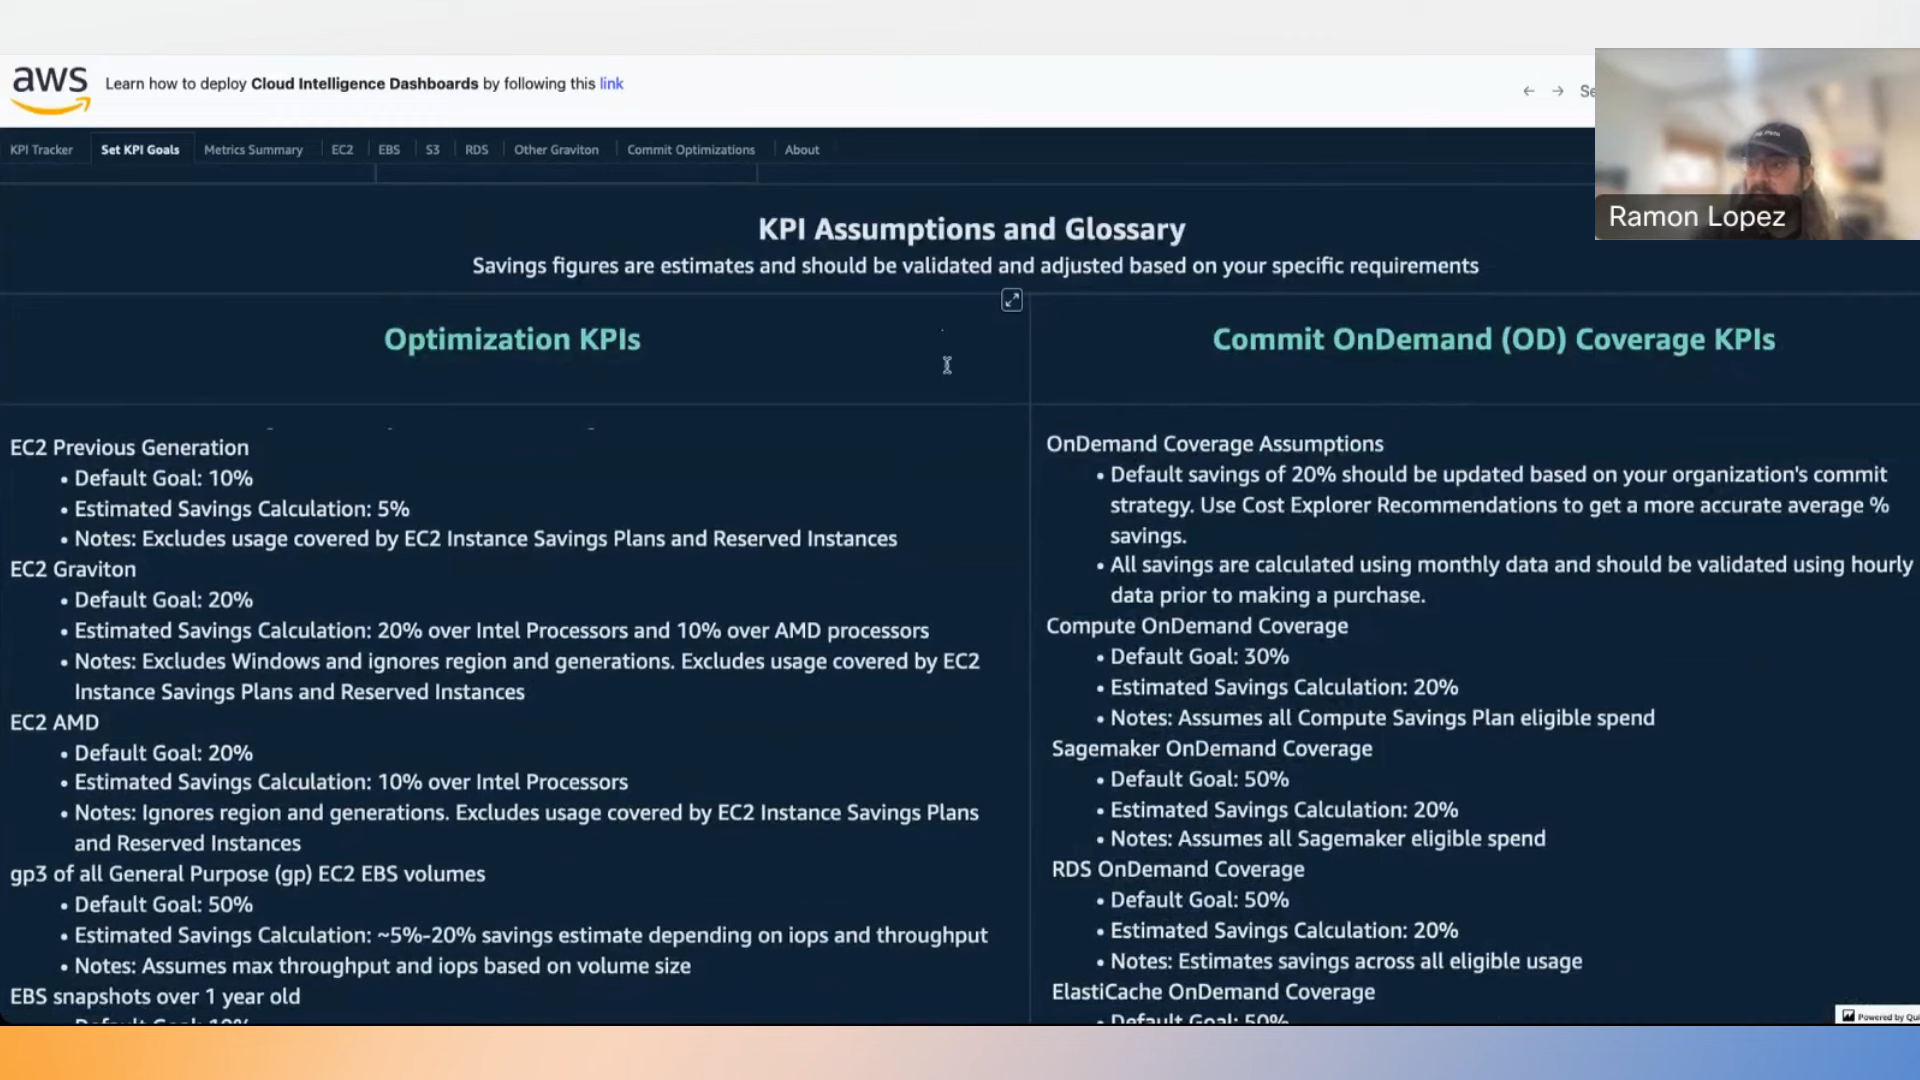 aws
Learn how to deploy Cloud Intelligence Dashboards by following this link
← → Se
Ramon Lopez
KPI Tracker
Set KPI Goals
Metrics Summary
EC2
EBS
S3
RDS
Other Graviton
Commit Optimizations
About
KPI Assumptions and Glossary
Savings figures are estimates and should be validated and adjusted based on your specific requirements
Optimization KPIs
EC2 Previous Generation
• Default Goal: 10%
• Estimated Savings Calculation: 5%
• Notes: Excludes usage covered by EC2 Instance Savings Plans and Reserved Instances
EC2 Graviton
• Default Goal: 20%
• Estimated Savings Calculation: 20% over Intel Processors and 10% over AMD processors
• Notes: Excludes Windows and ignores region and generations. Excludes usage covered by EC2
Instance Savings Plans and Reserved Instances
EC2 AMD
• Default Goal: 20%
• Estimated Savings Calculation: 10% over Intel Processors
• Notes: Ignores region and generations. Excludes usage covered by EC2 Instance Savings Plans
and Reserved Instances
gp3 of all General Purpose (gp) EC2 EBS volumes
• Default Goal: 50%
• Estimated Savings Calculation: ~5%-20% savings estimate depending on iops and throughput
• Notes: Assumes max throughput and iops based on volume size
EBS snapshots over 1 year old
• Default Goal: 10%
Commit OnDemand (OD) Coverage KPIs
OnDemand Coverage Assumptions
• Default savings of 20% should be updated based on your organization's commit
strategy. Use Cost Explorer Recommendations to get a more accurate average %
savings.
• All savings are calculated using monthly data and should be validated using hourly
data prior to making a purchase.
Compute OnDemand Coverage
• Default Goal: 30%
• Estimated Savings Calculation: 20%
• Notes: Assumes all Compute Savings Plan eligible spend
Sagemaker OnDemand Coverage
• Default Goal: 50%
• Estimated Savings Calculation: 20%
• Notes: Assumes all Sagemaker eligible spend
RDS OnDemand Coverage
• Default Goal: 50%
• Estimated Savings Calculation: 20%
• Notes: Estimates savings across all eligible usage
ElastiCache OnDemand Coverage
• Default Goal: 50%
Powered by Qui